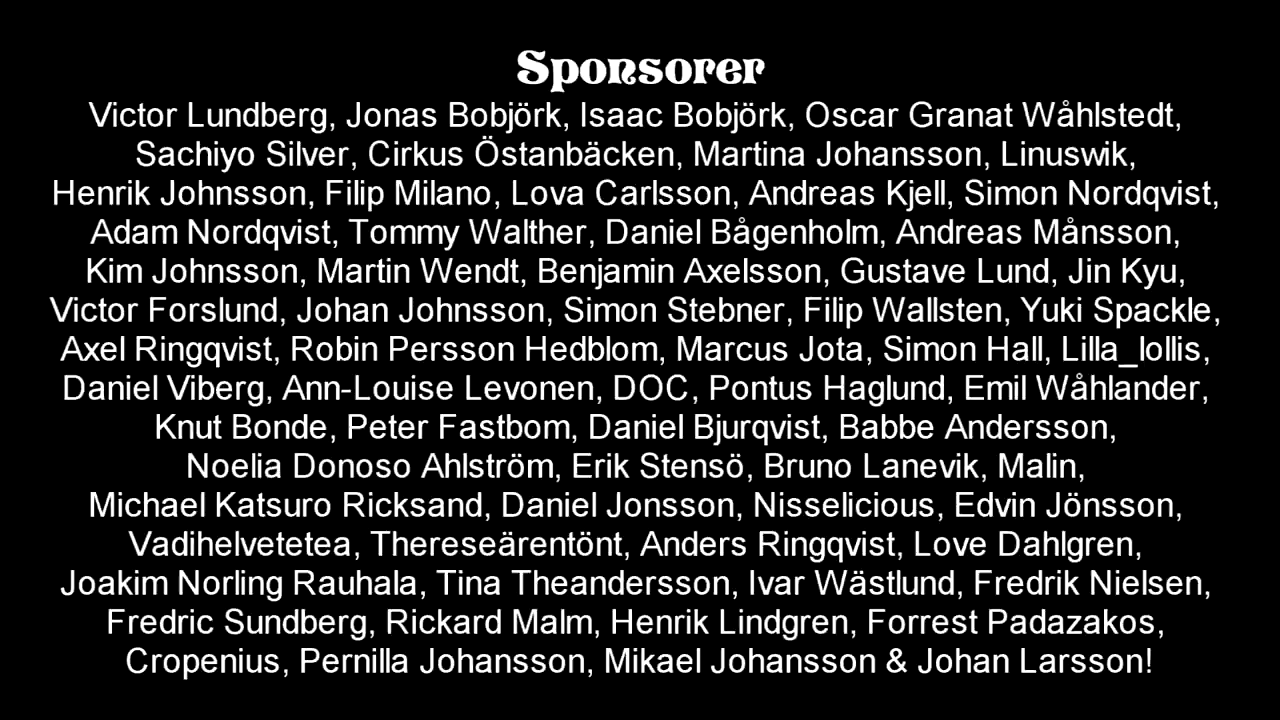 Sponsorer
Victor Lundberg, Jonas Bobjörk, Isaac Bobjörk, Oscar Granat Wåhlstedt,
Sachiyo Silver, Cirkus Östanbäcken, Martina Johansson, Linuswik,
Henrik Johnsson, Filip Milano, Lova Carlsson, Andreas Kjell, Simon Nordqvist,
Adam Nordqvist, Tommy Walther, Daniel Bågenholm, Andreas Månsson,
Kim Johnsson, Martin Wendt, Benjamin Axelsson, Gustave Lund, Jin Kyu,
Victor Forslund, Johan Johnsson, Simon Stebner, Filip Wallsten, Yuki Spackle,
Axel Ringqvist, Robin Persson Hedblom, Marcus Jota, Simon Hall, Lilla_lollis,
Daniel Viberg, Ann-Louise Levonen, DOC, Pontus Haglund, Emil Wåhlander,
Knut Bonde, Peter Fastbom, Daniel Bjurqvist, Babbe Andersson,
Noelia Donoso Ahlström, Erik Stensö, Bruno Lanevik, Malin,
Michael Katsuro Ricksand, Daniel Jonsson, Nisselicious, Edvin Jönsson,
Vadihelvetetea, Thereseärentönt, Anders Ringqvist, Love Dahlgren,
Joakim Norling Rauhala, Tina Theandersson, Ivar Wästlund, Fredrik Nielsen,
Fredric Sundberg, Rickard Malm, Henrik Lindgren, Forrest Padazakos,
Cropenius, Pernilla Johansson, Mikael Johansson & Johan Larsson!